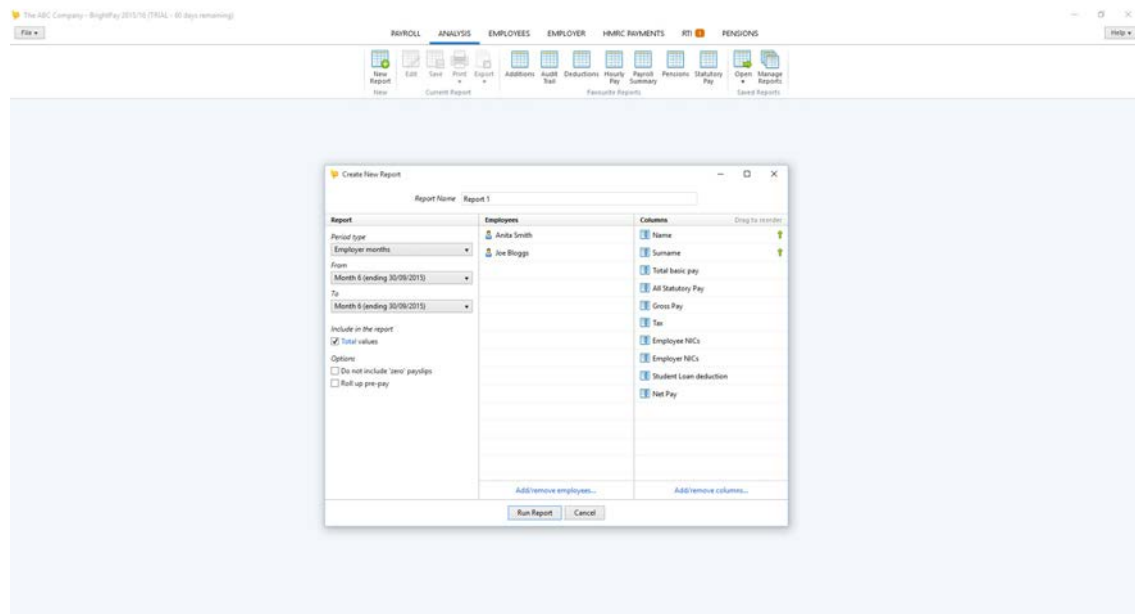 The ABC Company - BrightPay 2015/16 (TRIAL - 60 days remaining)
File
PAYROLL ANALYSIS EMPLOYEES EMPLOYER HMRC PAYMENTS RTI PENSIONS
Help
New Report Edit Save Print Export Additions Audit Trail Deductions Hourly Pay Payroll Summary Pensions Statutory Pay Open Manage Reports
New Current Report Favourite Reports Saved Reports
Create New Report
Report Name Report 1
Report Employees Columns Drag to reorder
Period type Anita Smith Name
Employer months Joe Bloggs Surname
From Total basic pay
Month 6 (ending 30/09/2015) All Statutory Pay
To
Month 6 (ending 30/09/2015) Gross Pay
Include in the report Tax
Total values Employee NICs
Options Employer NICs
Do not include 'zero' payslips Student Loan deduction
Roll up pre-pay Net Pay
Add/remove employees... Add/remove columns...
Run Report Cancel